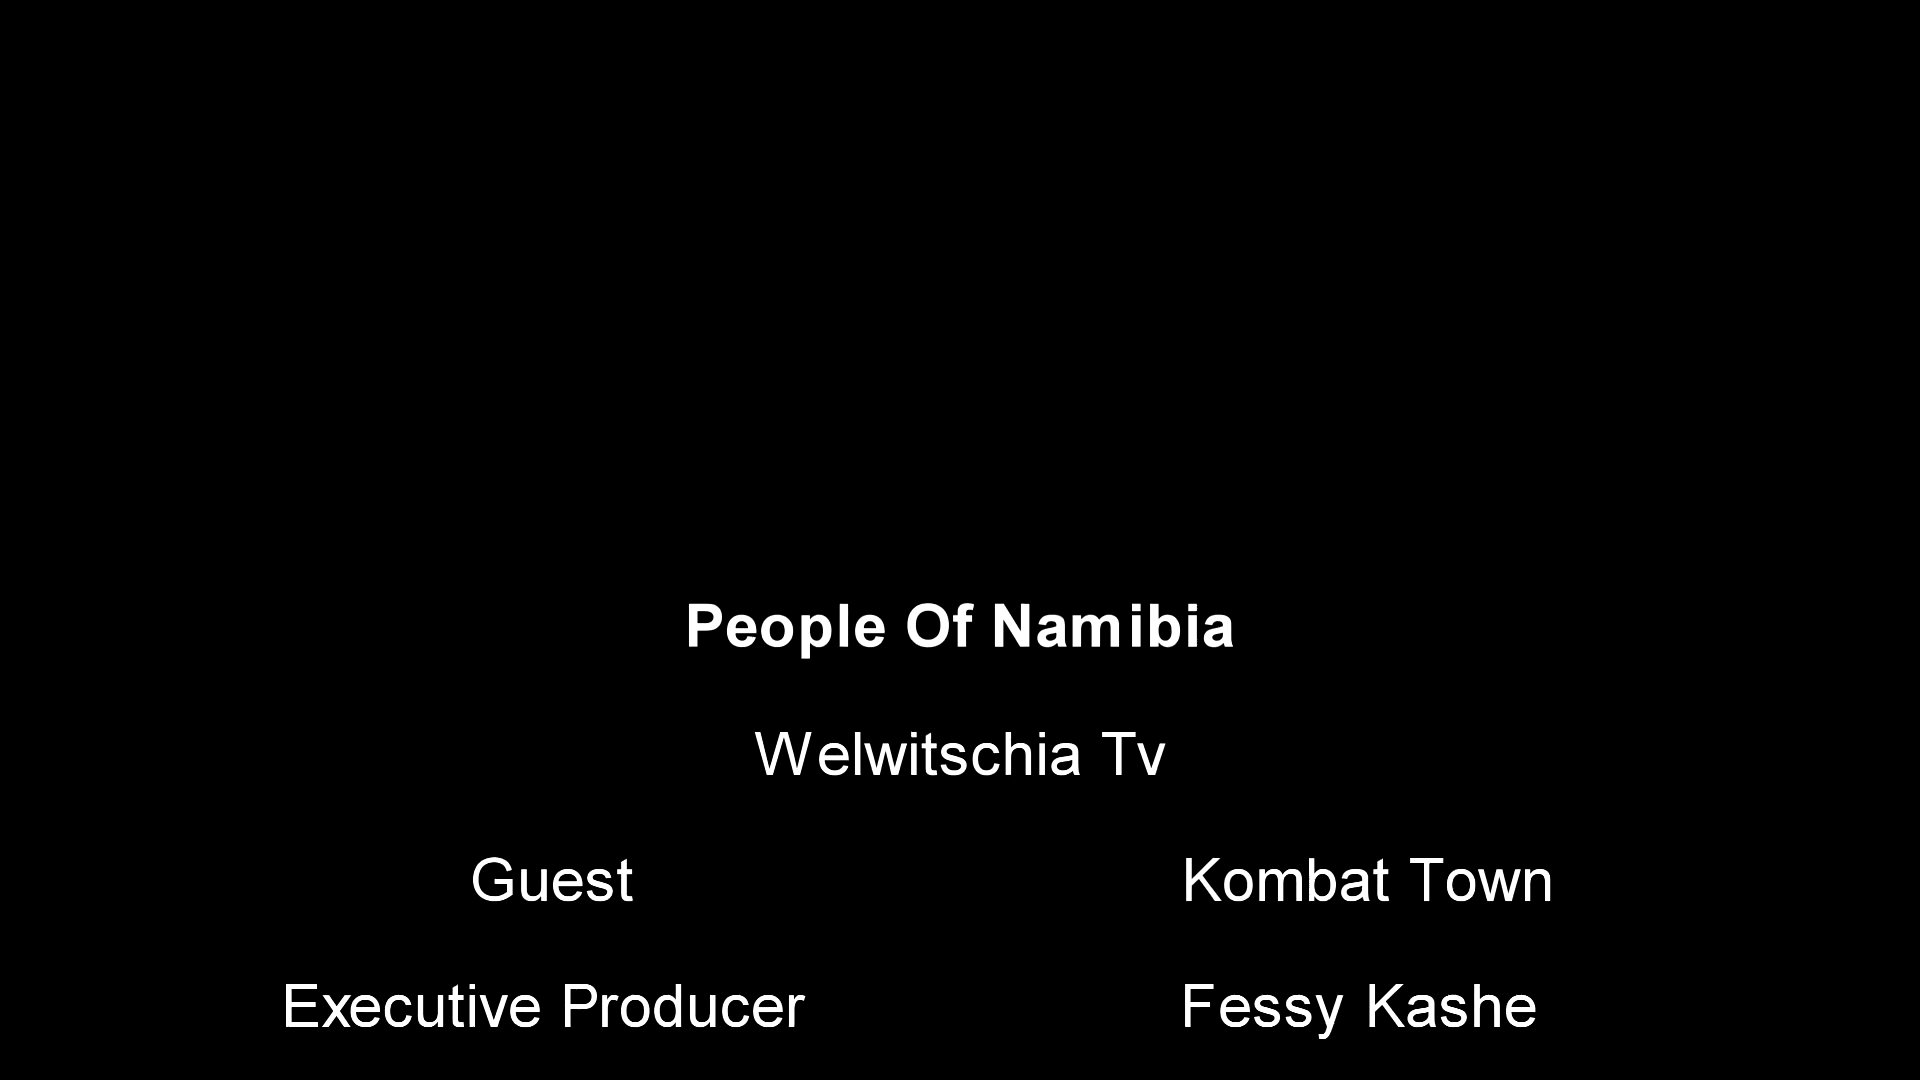 People Of Namibia
Welwitschia Tv
Guest Kombat Town
Executive Producer Fessy Kashe